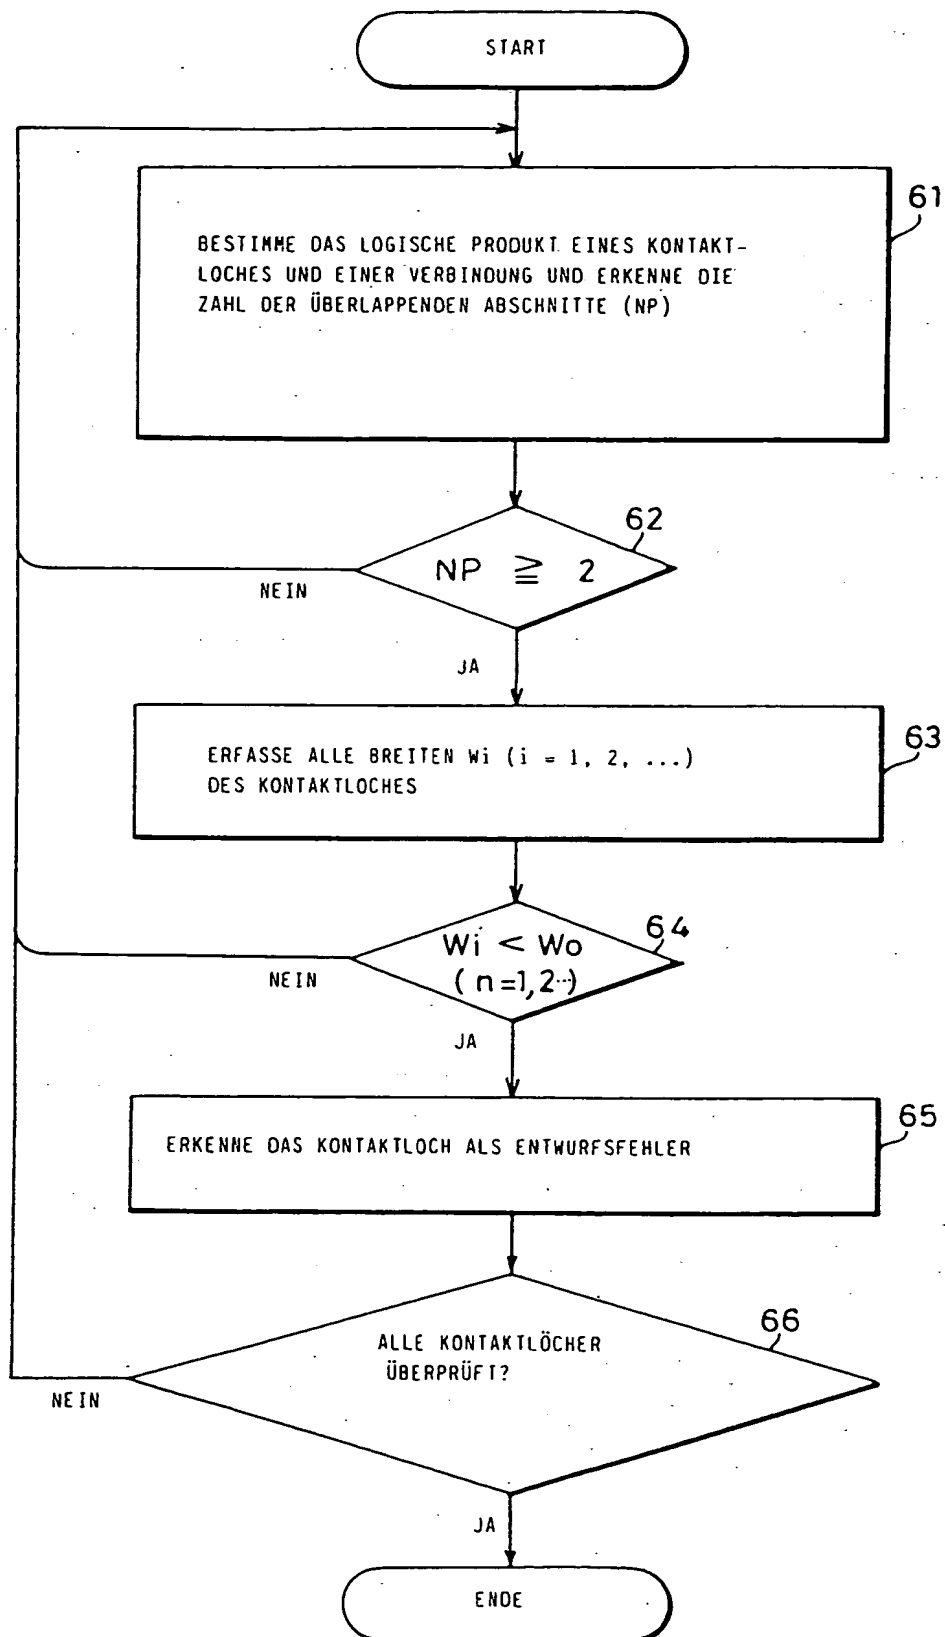 START
61
BESTIMME DAS LOGISCHE PRODUKT EINES KONTAKT-
LOCHES UND EINER VERBINDUNG UND ERKENNE DIE
ZAHL DER ÜBERLAPPENDEN ABSCHNITTE (NP)
62
NP ≧ 2
NEIN
JA
63
ERFASSE ALLE BREITEN Wi (i = 1, 2, ...)
DES KONTAKTLOCHES
64
Wi < Wo
(n=1,2··)
NEIN
JA
65
ERKENNE DAS KONTAKTLOCH ALS ENTWURFSFEHLER
66
ALLE KONTAKTLÖCHER
ÜBERPRÜFT?
NEIN
JA
ENDE